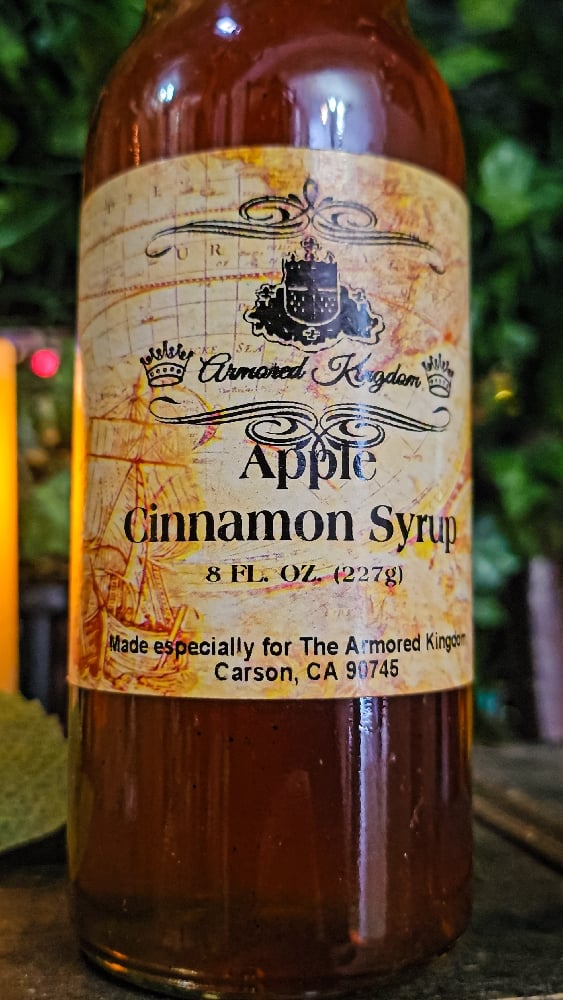 Armored Kingdom
Apple
Cinnamon Syrup
8 FL. OZ. (227g)
Made especially for The Armored Kingdom
Carson, CA 90745